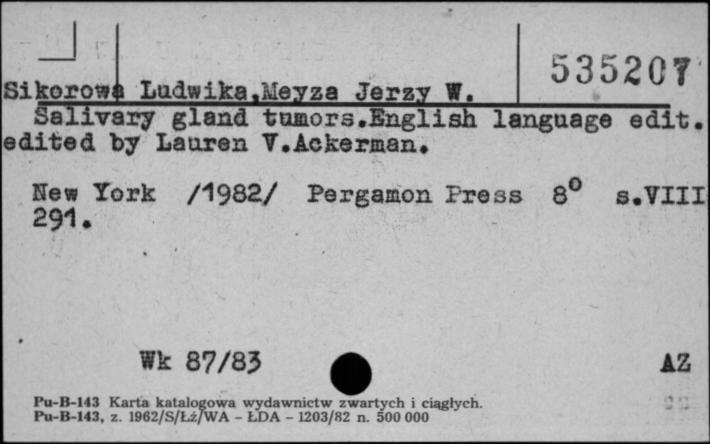 535207
Sikorowa Ludwika,Meyza Jerzy W.
Salivary gland tumors.English language edit.
edited by Lauren V.Ackerman.
New York /1982/ Pergamon Press 8° s.VIII
291.
Wk 87/83 AZ
Pu-B-143 Karta katalogowa wydawnictw zwartych i ciągłych.
Pu-B-143, z. 1962/S/Łź/WA – ŁDA – 1203/82 n. 500 000